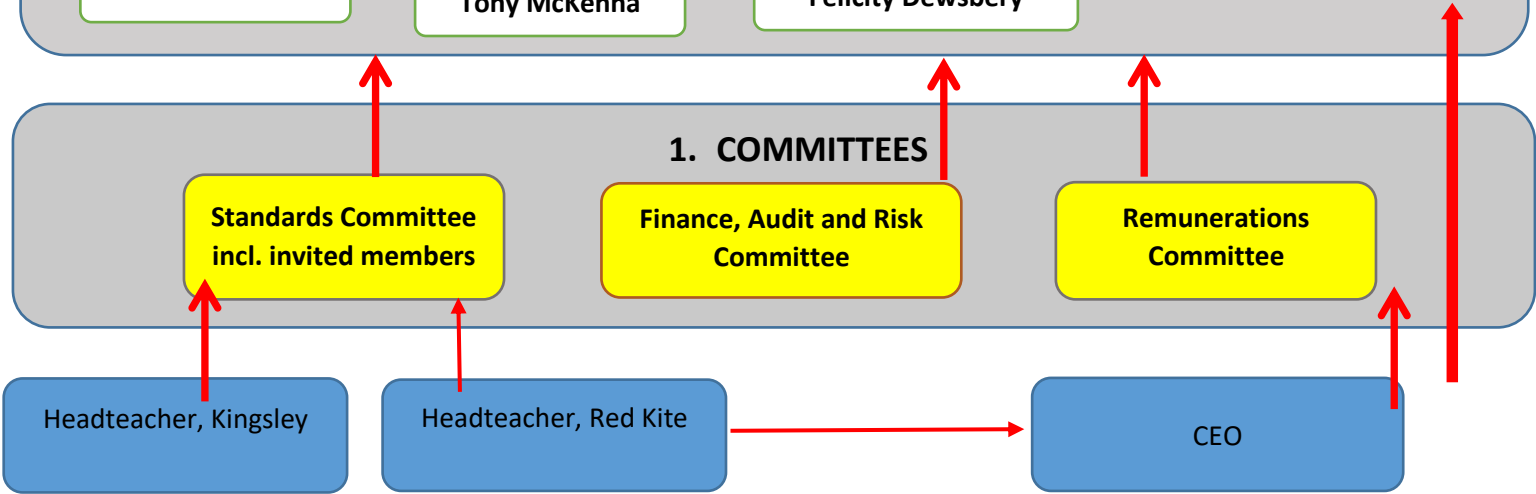 Tony McKenna
Felicity Dewsbery
1. COMMITTEES
Standards Committee
incl. invited members
Finance, Audit and Risk
Committee
Remunerations
Committee
Headteacher, Kingsley
Headteacher, Red Kite
CEO